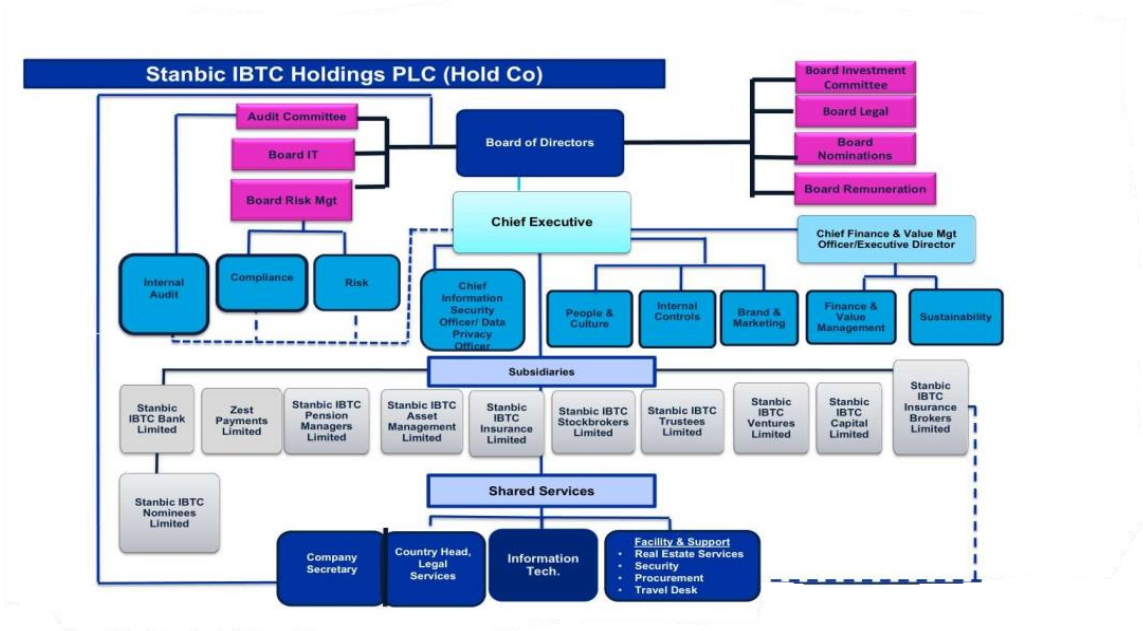 Stanbic IBTC Holdings PLC (Hold Co)
Board Investment
Committee
Audit Committee
Board Legal
Board of Directors
Board IT
Board
Nominations
Board Risk Mgt
Board Remuneration
Chief Executive
Chief Finance & Value Mgt
Officer/Executive Director
Internal
Audit
Compliance
Risk
Chief
Information
Security
Officer/ Data
Privacy
Officer
People &
Culture
Internal
Controls
Brand &
Marketing
Finance &
Value
Management
Sustainability
Subsidiaries
Stanbic
IBTC Bank
Limited
Zest
Payments
Limited
Stanbic IBTC
Pension
Managers
Limited
Stanbic IBTC
Asset
Management
Limited
Stanbic
IBTC
Insurance
Limited
Stanbic IBTC
Stockbrokers
Limited
Stanbic IBTC
Trustees
Limited
Stanbic
IBTC
Ventures
Limited
Stanbic
IBTC
Capital
Limited
Stanbic
IBTC
Insurance
Brokers
Limited
Stanbic IBTC
Nominees
Limited
Shared Services
Company
Secretary
Country Head,
Legal
Services
Information
Tech.
Facility & Support
• Real Estate Services
• Security
• Procurement
• Travel Desk